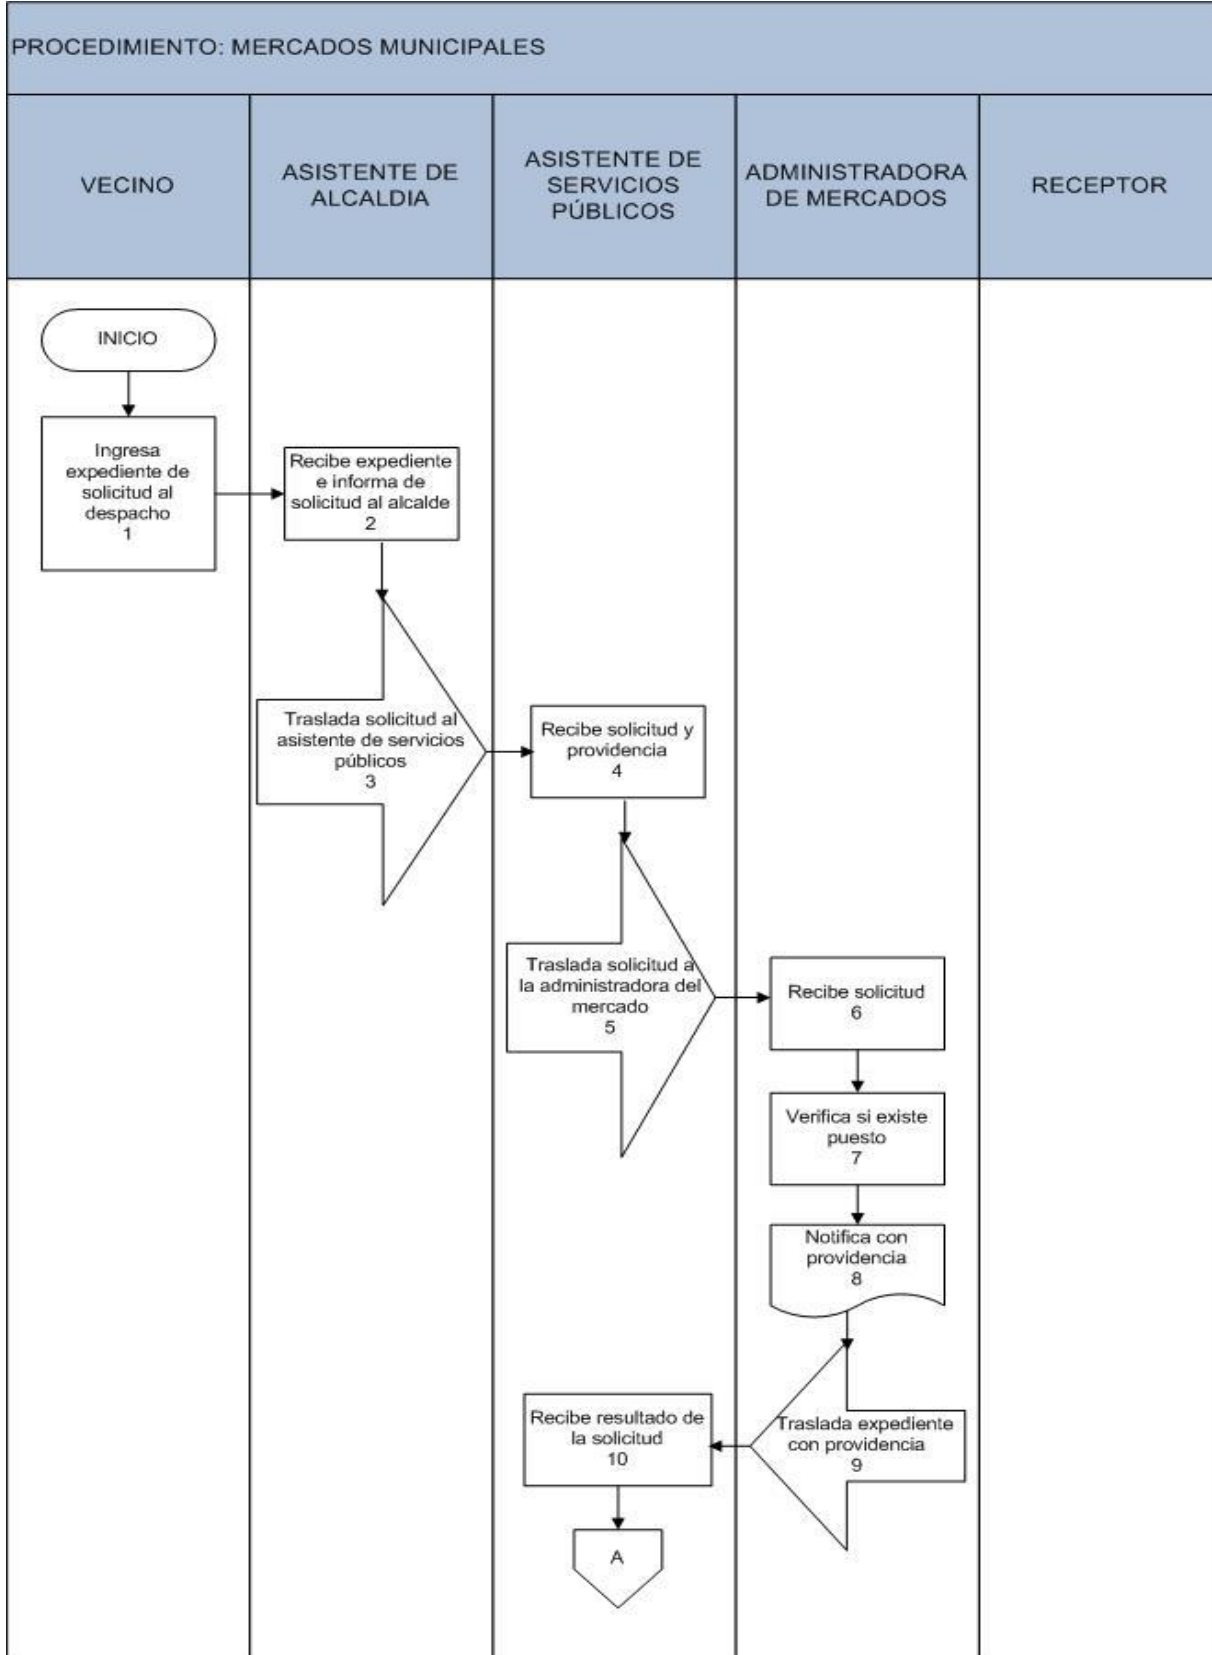 PROCEDIMIENTO: MERCADOS MUNICIPALES
VECINO
ASISTENTE DE
ALCALDIA
ASISTENTE DE
SERVICIOS
PÚBLICOS
ADMINISTRADORA
DE MERCADOS
RECEPTOR
INICIO
Ingresa
expediente de
solicitud al
despacho
1
Recibe expediente
e informa de
solicitud al alcalde
2
Traslada solicitud al
asistente de servicios
públicos
3
Recibe solicitud y
providencia
4
Traslada solicitud a
la administradora del
mercado
5
Recibe solicitud
6
Verifica si existe
puesto
7
Notifica con
providencia
8
Traslada expediente
con providencia
9
Recibe resultado de
la solicitud
10
A